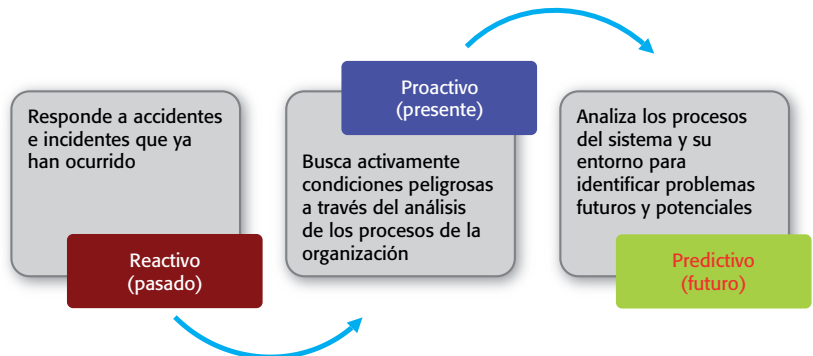 Responde a accidentes
e incidentes que ya
han ocurrido
Reactivo
(pasado)
Proactivo
(presente)
Busca activamente
condiciones peligrosas
a través del análisis
de los procesos de la
organización
Analiza los procesos
del sistema y su
entorno para
identificar problemas
futuros y potenciales
Predictivo
(futuro)